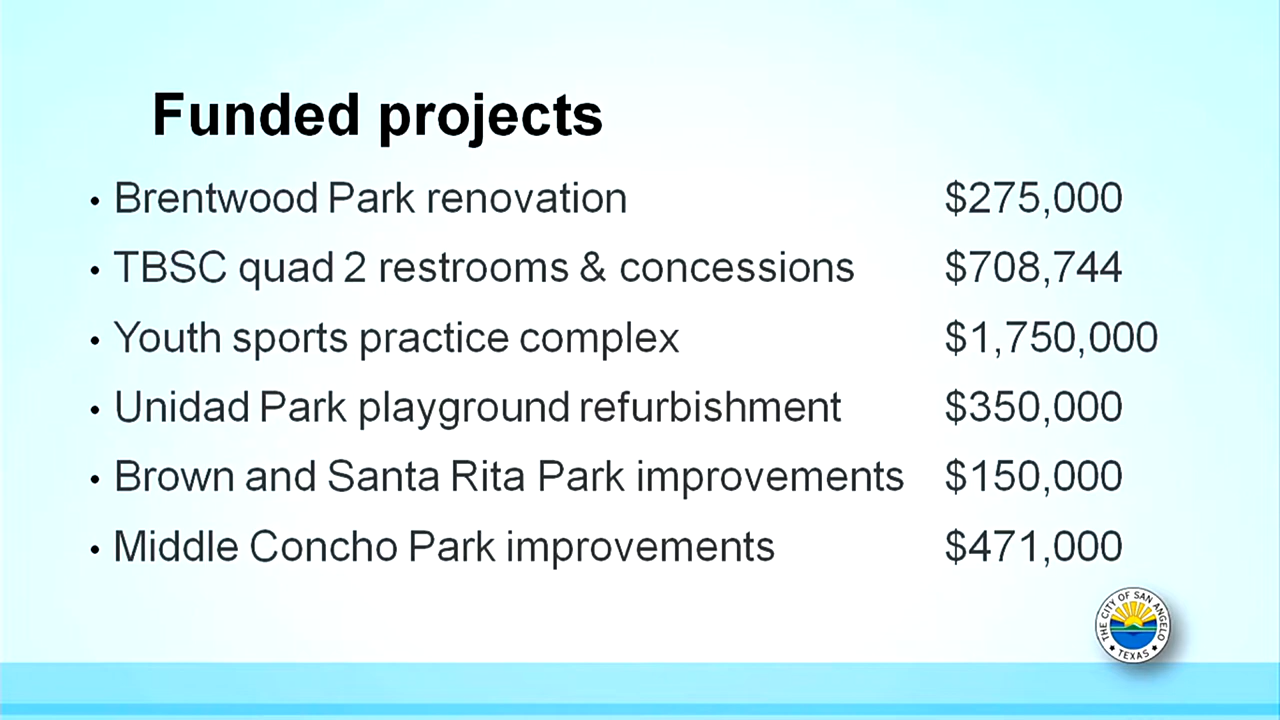 Funded projects
• Brentwood Park renovation $275,000
• TBSC quad 2 restrooms & concessions $708,744
• Youth sports practice complex $1,750,000
• Unidad Park playground refurbishment $350,000
• Brown and Santa Rita Park improvements $150,000
• Middle Concho Park improvements $471,000
THE CITY OF SAN ANGELO
TEXAS